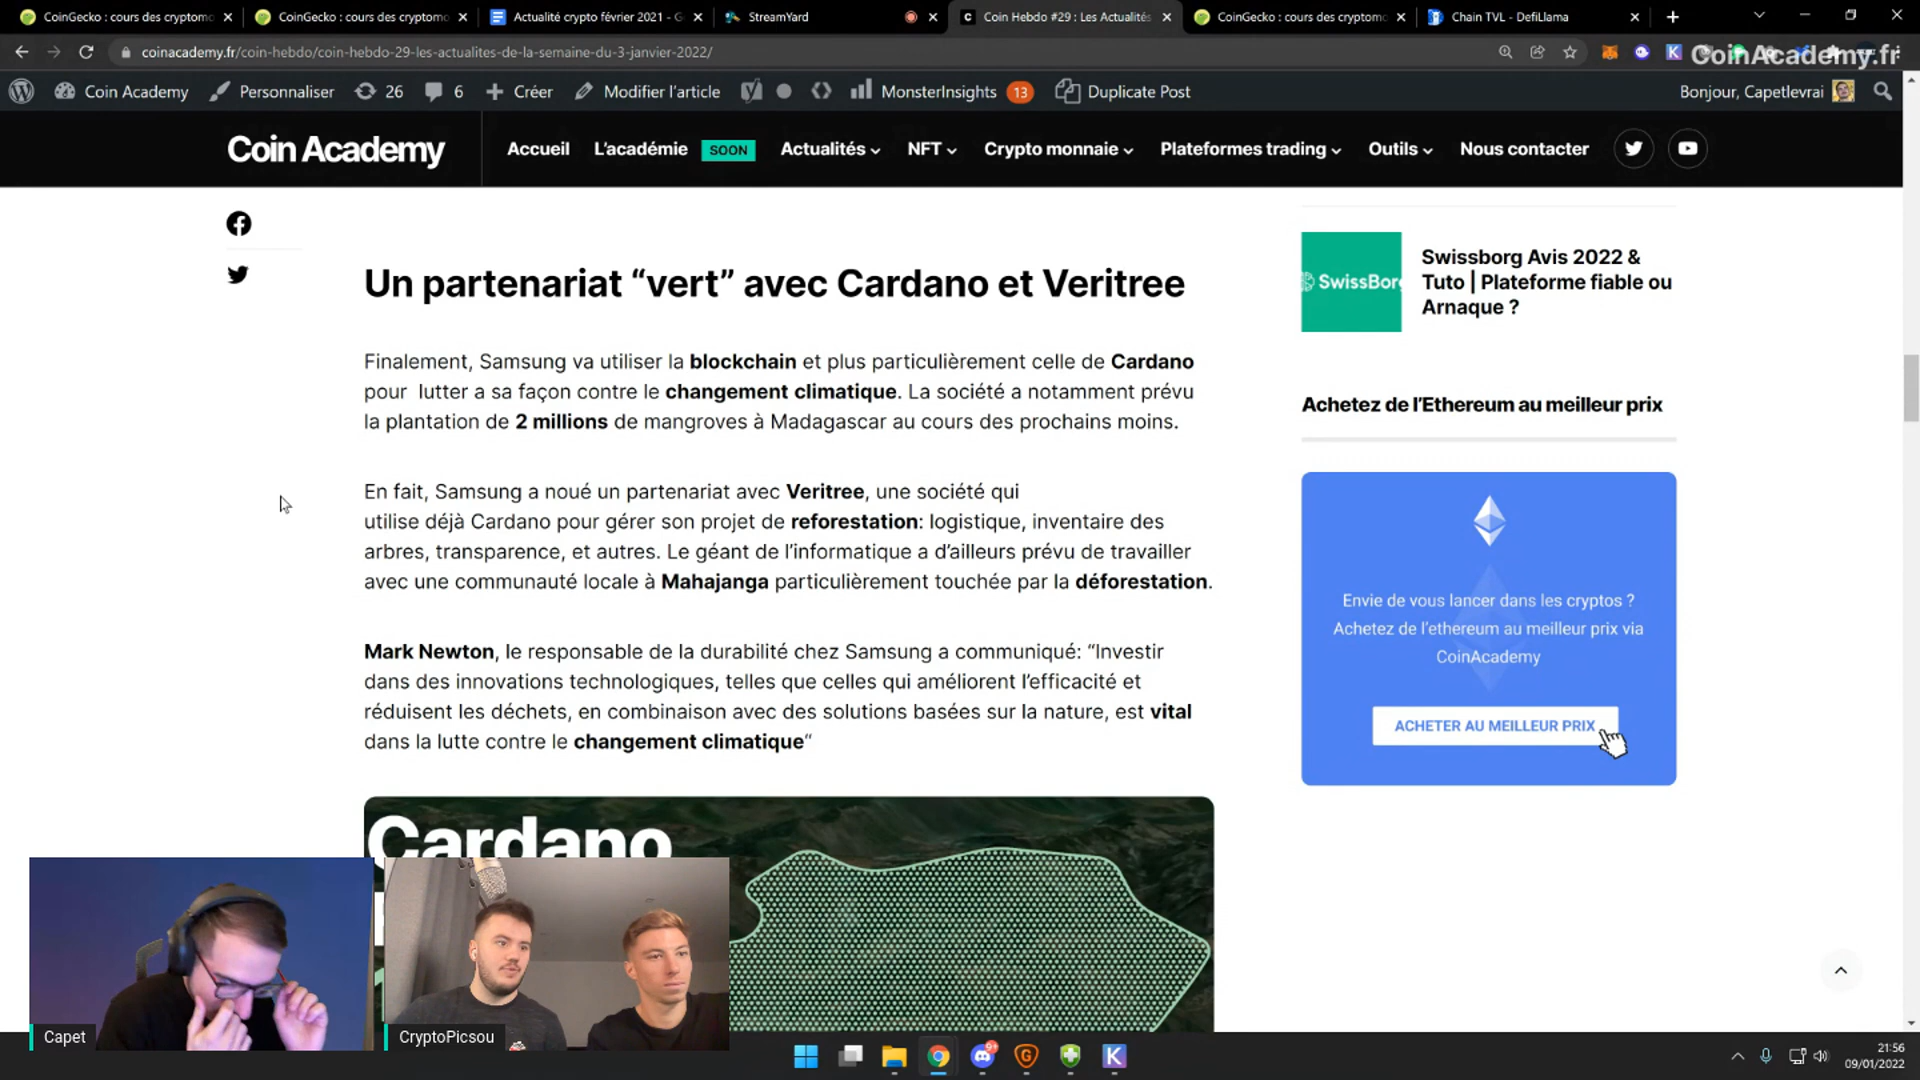 CoinGecko : cours des cryptomo
CoinGecko : cours des cryptomo
Actualité crypto février 2021 - G
StreamYard
Coin Hebdo #29 : Les Actualités
CoinGecko : cours des cryptomo
Chain TVL - DefiLlama
coinacademy.fr/coin-hebdo/coin-hebdo-29-les-actualites-de-la-semaine-du-3-janvier-2022/
CoinAcademy.fr
Coin Academy
Personnaliser
26
6
Créer
Modifier l'article
MonsterInsights
13
Duplicate Post
Bonjour, Capetlevrai
Coin Academy
Accueil
L'académie
SOON
Actualités
NFT
Crypto monnaie
Plateformes trading
Outils
Nous contacter
Un partenariat “vert” avec Cardano et Veritree
Finalement, Samsung va utiliser la blockchain et plus particulièrement celle de Cardano
pour lutter a sa façon contre le changement climatique. La société a notamment prévu
la plantation de 2 millions de mangroves à Madagascar au cours des prochains moins.
En fait, Samsung a noué un partenariat avec Veritree, une société qui
utilise déjà Cardano pour gérer son projet de reforestation: logistique, inventaire des
arbres, transparence, et autres. Le géant de l'informatique a d'ailleurs prévu de travailler
avec une communauté locale à Mahajanga particulièrement touchée par la déforestation.
Mark Newton, le responsable de la durabilité chez Samsung a communiqué: “Investir
dans des innovations technologiques, telles que celles qui améliorent l'efficacité et
réduisent les déchets, en combinaison avec des solutions basées sur la nature, est vital
dans la lutte contre le changement climatique“
Cardano
SwissBorg
Swissborg Avis 2022 &
Tuto | Plateforme fiable ou
Arnaque ?
Achetez de l'Ethereum au meilleur prix
Envie de vous lancer dans les cryptos ?
Achetez de l'ethereum au meilleur prix via
CoinAcademy
ACHETER AU MEILLEUR PRIX
Capet
CryptoPicsou
9+
21:56
09/01/2022